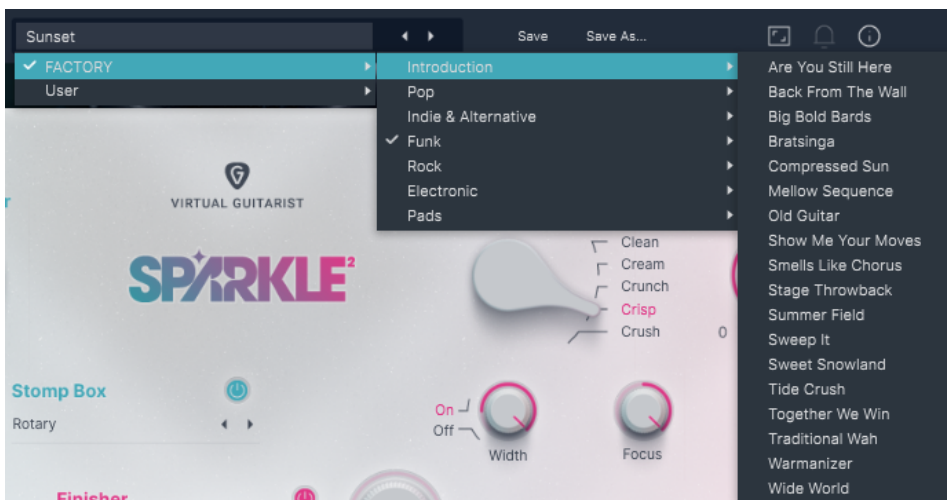 Sunset
Save
Save As...
FACTORY
User
Introduction
Pop
Indie & Alternative
Funk
Rock
Electronic
Pads
Are You Still Here
Back From The Wall
Big Bold Bards
Bratsinga
Compressed Sun
Mellow Sequence
Old Guitar
Show Me Your Moves
Smells Like Chorus
Stage Throwback
Summer Field
Sweep It
Sweet Snowland
Tide Crush
Together We Win
Traditional Wah
Warmanizer
Wide World
VIRTUAL GUITARIST
SPARKLE²
Clean
Cream
Crunch
Crisp
Crush
0
Stomp Box
Rotary
On
Off
Width
Focus
Finisher